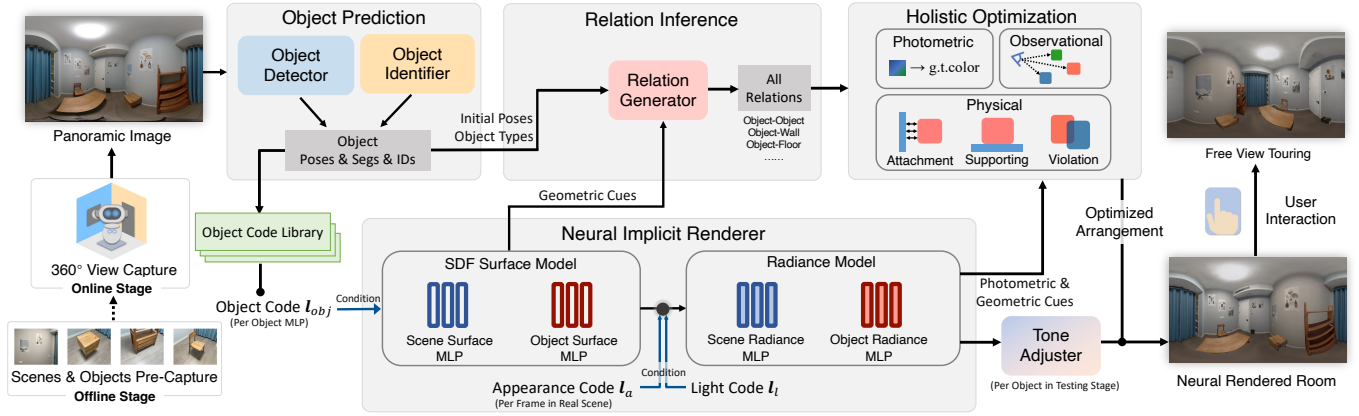 Object Prediction
Object
Detector
Object
Identifier
Object
Poses & Segs & IDs
Initial Poses
Object Types
Relation Inference
Relation
Generator
All
Relations
Object-Object
Object-Wall
Object-Floor
......
Geometric Cues
Holistic Optimization
Photometric
→ g.t.color
Observational
Physical
Attachment
Supporting
Violation
Panoramic Image
360° View Capture
Online Stage
Scenes & Objects Pre-Capture
Offline Stage
Object Code Library
Object Code l_obj
(Per Object MLP)
Condition
Neural Implicit Renderer
SDF Surface Model
Scene Surface
MLP
Object Surface
MLP
Radiance Model
Scene Radiance
MLP
Object Radiance
MLP
Condition
Appearance Code l_a
(Per Frame in Real Scene)
Light Code l_l
Photometric &
Geometric Cues
Optimized
Arrangement
Tone
Adjuster
(Per Object in Testing Stage)
Free View Touring
User
Interaction
Neural Rendered Room